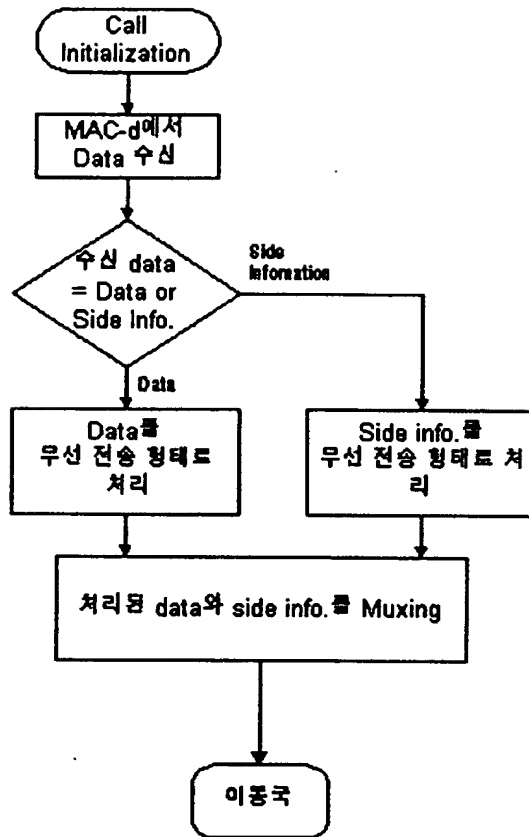 Call
Initialization
MAC-d에서
Data 수신
수신 data
= Data or
Side Info.
Side
Infomation
Data
Data를
무선 전송 형태로
처리
Side info.를
무선 전송 형태로 처
리
처리된 data와 side info.를 Muxing
이동국